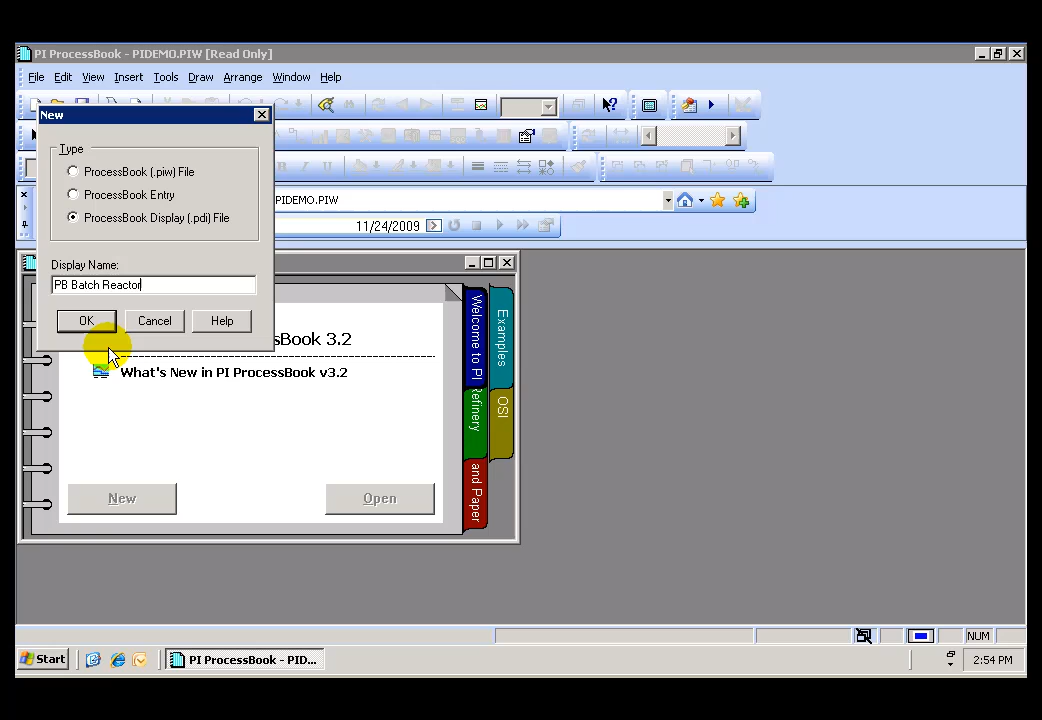 PI ProcessBook - PIDEMO.PIW [Read Only]
File Edit View Insert Tools Draw Arrange Window Help
New
Type
ProcessBook (.piw) File
ProcessBook Entry
ProcessBook Display (.pdi) File
Display Name:
PB Batch Reactor
OK Cancel Help
PIDEMO.PIW
11/24/2009
sBook 3.2
What's New in PI ProcessBook v3.2
New Open
Welcome to PI
Refinery
and Paper
Examples
OSI
NUM
Start
PI ProcessBook - PID...
2:54 PM